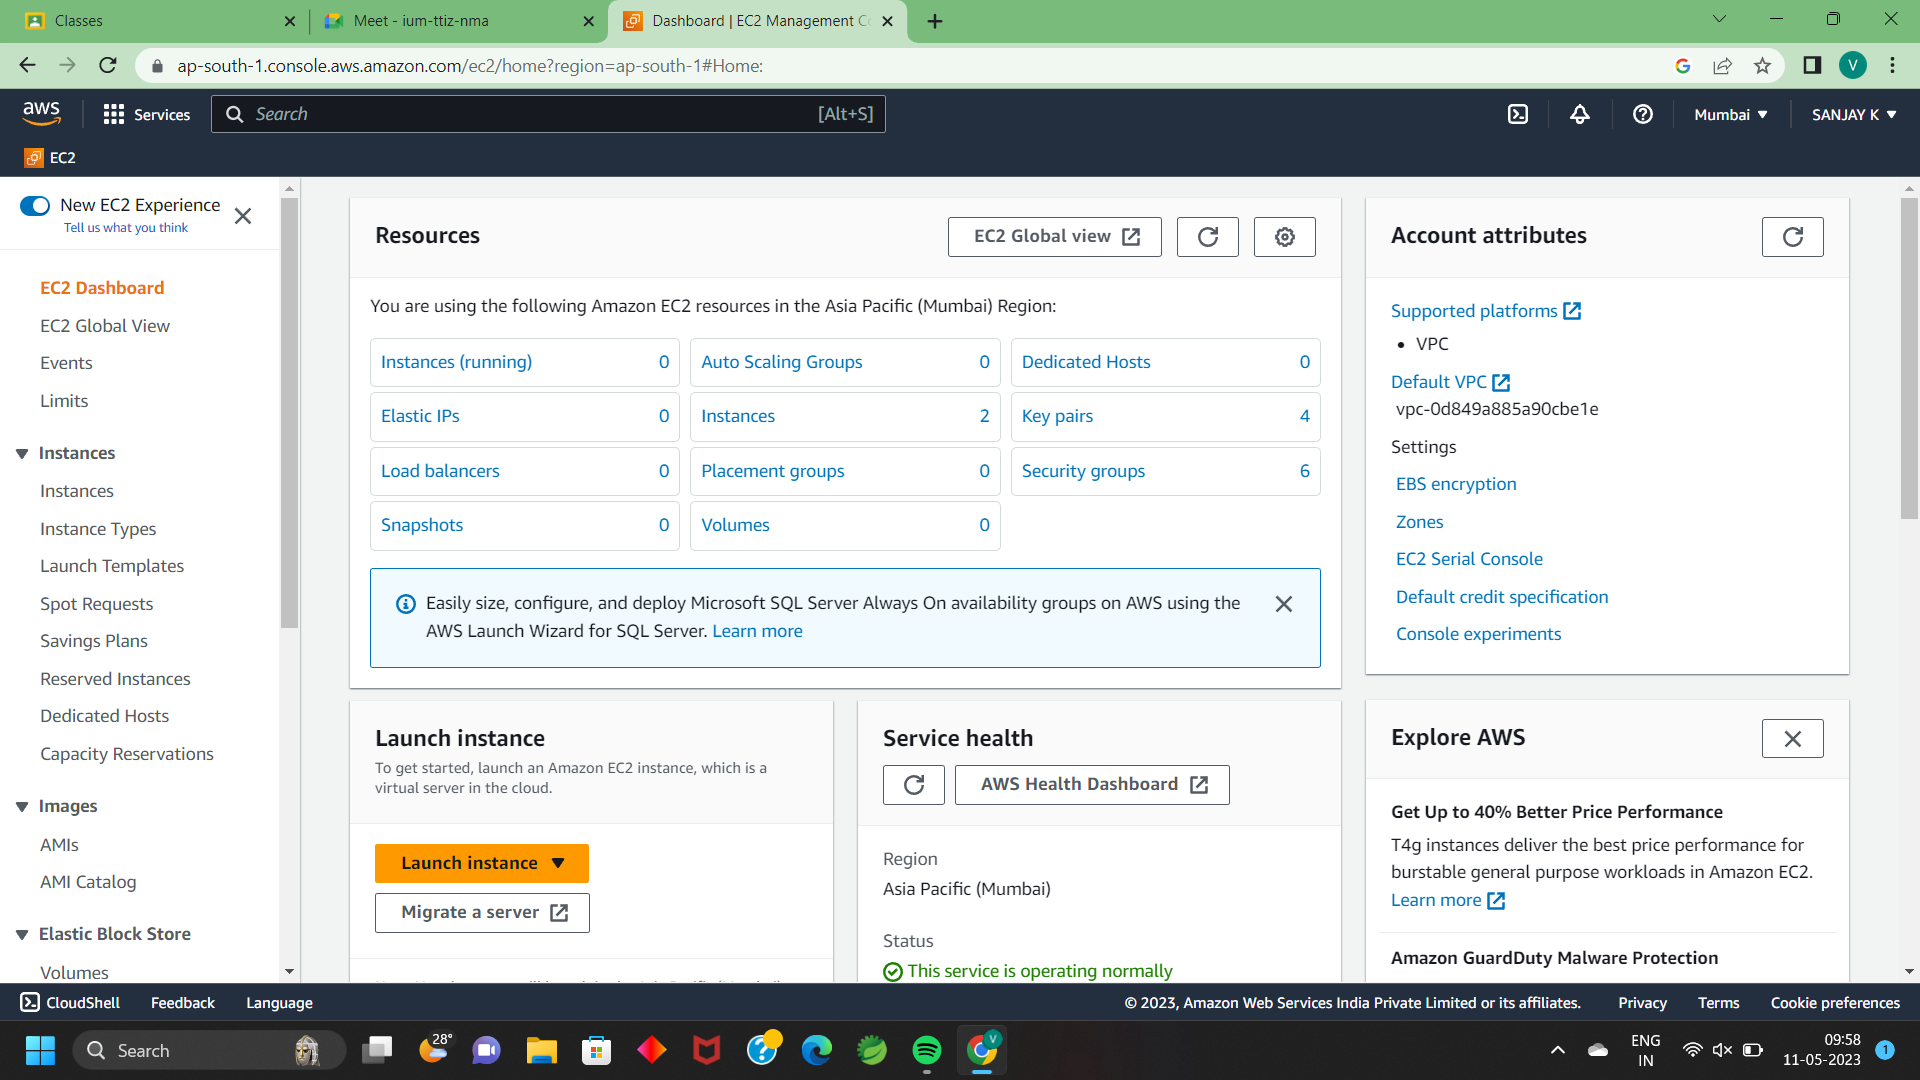 Classes
Meet - ium-ttiz-nma
Dashboard | EC2 Management Co
ap-south-1.console.aws.amazon.com/ec2/home?region=ap-south-1#Home:
V
aws
Services
Search
[Alt+S]
Mumbai
SANJAY K
EC2
New EC2 Experience
Tell us what you think
EC2 Dashboard
EC2 Global View
Events
Limits
Instances
Instances
Instance Types
Launch Templates
Spot Requests
Savings Plans
Reserved Instances
Dedicated Hosts
Capacity Reservations
Images
AMIs
AMI Catalog
Elastic Block Store
Volumes
Resources
EC2 Global view
You are using the following Amazon EC2 resources in the Asia Pacific (Mumbai) Region:
Instances (running) 0
Auto Scaling Groups 0
Dedicated Hosts 0
Elastic IPs 0
Instances 2
Key pairs 4
Load balancers 0
Placement groups 0
Security groups 6
Snapshots 0
Volumes 0
Easily size, configure, and deploy Microsoft SQL Server Always On availability groups on AWS using the
AWS Launch Wizard for SQL Server. Learn more
Launch instance
To get started, launch an Amazon EC2 instance, which is a
virtual server in the cloud.
Launch instance
Migrate a server
Service health
AWS Health Dashboard
Region
Asia Pacific (Mumbai)
Status
This service is operating normally
Account attributes
Supported platforms
• VPC
Default VPC
vpc-0d849a885a90cbe1e
Settings
EBS encryption
Zones
EC2 Serial Console
Default credit specification
Console experiments
Explore AWS
Get Up to 40% Better Price Performance
T4g instances deliver the best price performance for
burstable general purpose workloads in Amazon EC2.
Learn more
Amazon GuardDuty Malware Protection
CloudShell
Feedback
Language
© 2023, Amazon Web Services India Private Limited or its affiliates.
Privacy
Terms
Cookie preferences
Search
28°
V
ENG
IN
09:58
11-05-2023
1